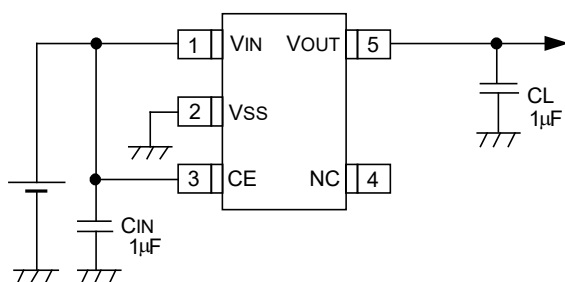 1 VIN VOUT 5
CL
1µF
2 VSS
3 CE NC 4
CIN
1µF